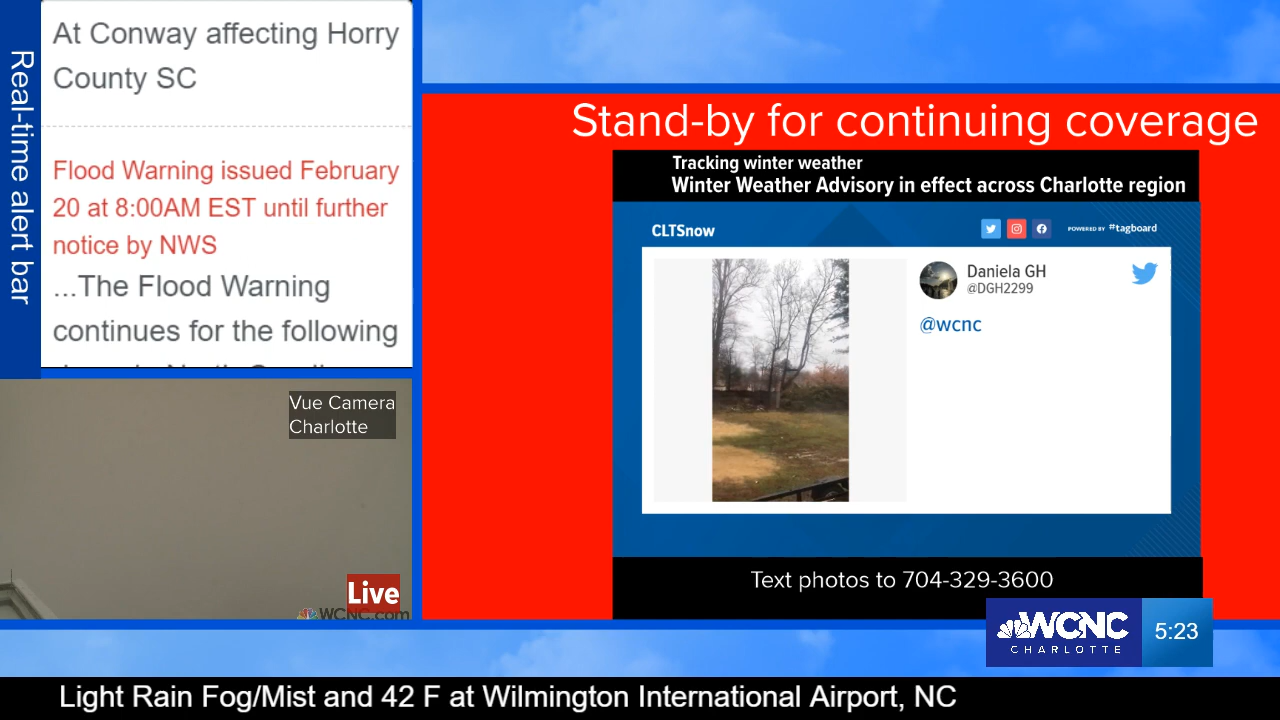 Real-time alert bar
At Conway affecting Horry
County SC
Flood Warning issued February
20 at 8:00AM EST until further
notice by NWS
...The Flood Warning
continues for the following
Vue Camera
Charlotte
Live
WCNC.com
Stand-by for continuing coverage
Tracking winter weather
Winter Weather Advisory in effect across Charlotte region
CLTSnow
POWERED BY #tagboard
Daniela GH
@DGH2299
@wcnc
Text photos to 704-329-3600
WCNC
CHARLOTTE
5:23
Light Rain Fog/Mist and 42 F at Wilmington International Airport, NC